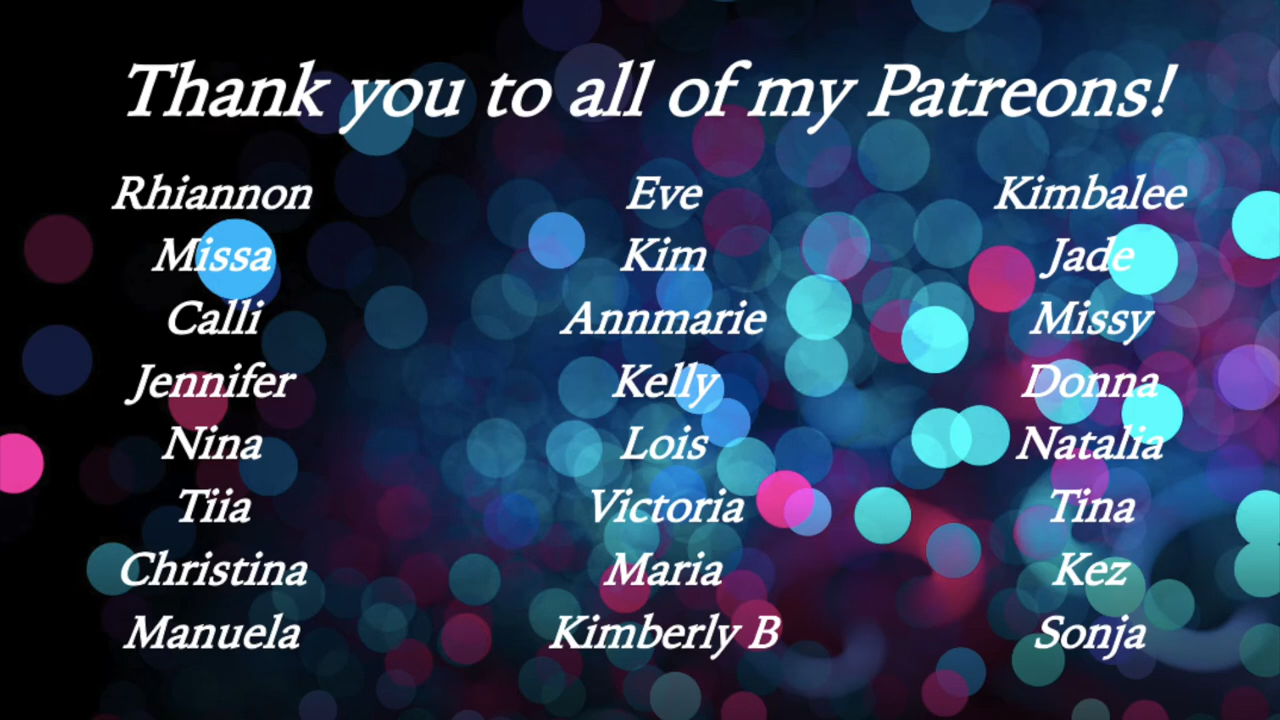 Thank you to all of my Patreons!
Rhiannon
Missa
Calli
Jennifer
Nina
Tiia
Christina
Manuela
Eve
Kim
Annmarie
Kelly
Lois
Victoria
Maria
Kimberly B
Kimbalee
Jade
Missy
Donna
Natalia
Tina
Kez
Sonja